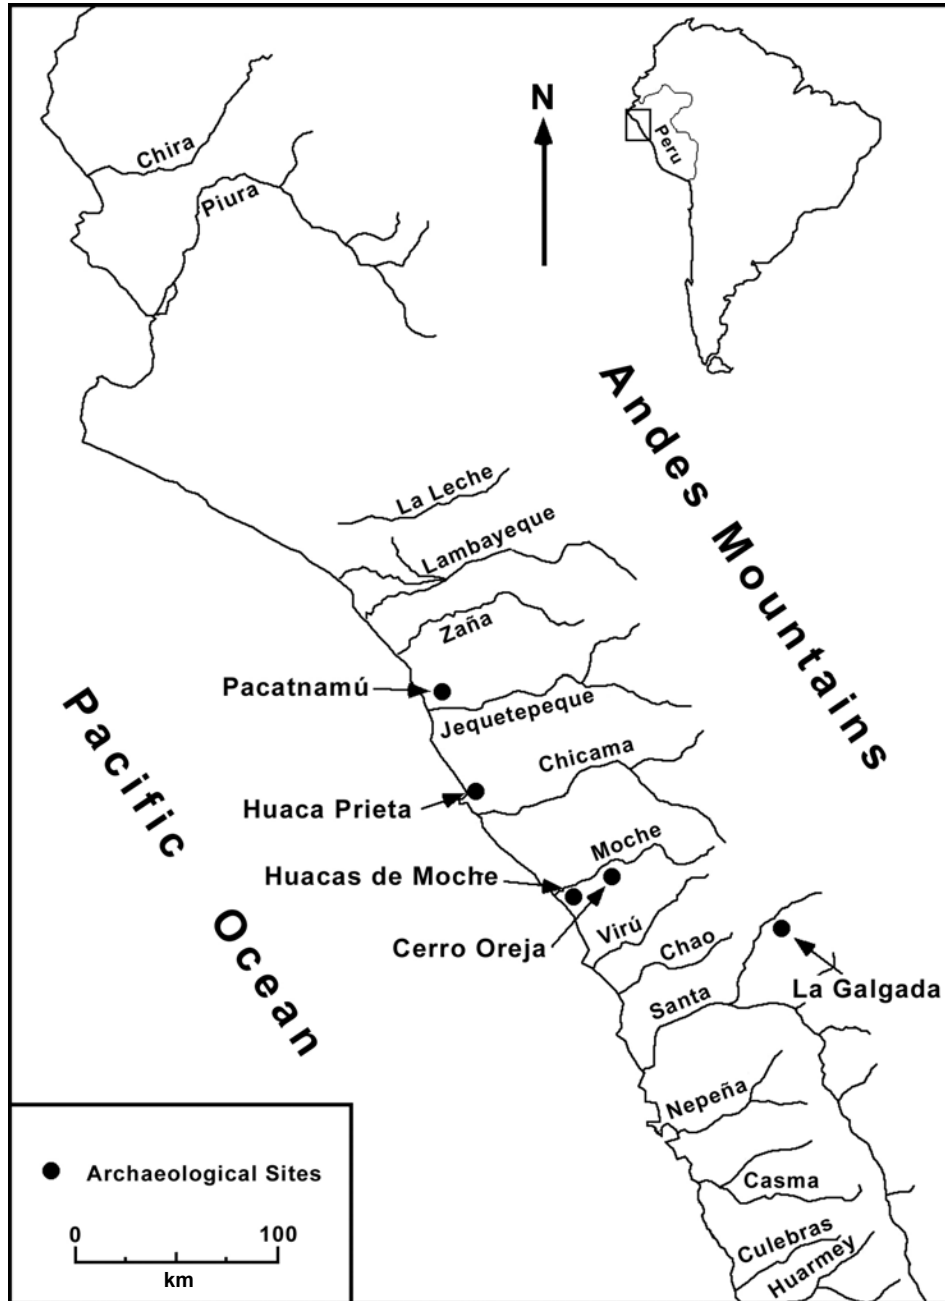 N
Peru
Chira
Piura
Andes Mountains
La Leche
Lambayeque
Zaña
Pacatnamú
Jequetepeque
Pacific Ocean
Chicama
Huaca Prieta
Moche
Huacas de Moche
Virú
Cerro Oreja
Chao
Santa
La Galgada
Nepeña
Casma
Culebras
Huarmey
Archaeological Sites
0 100
km